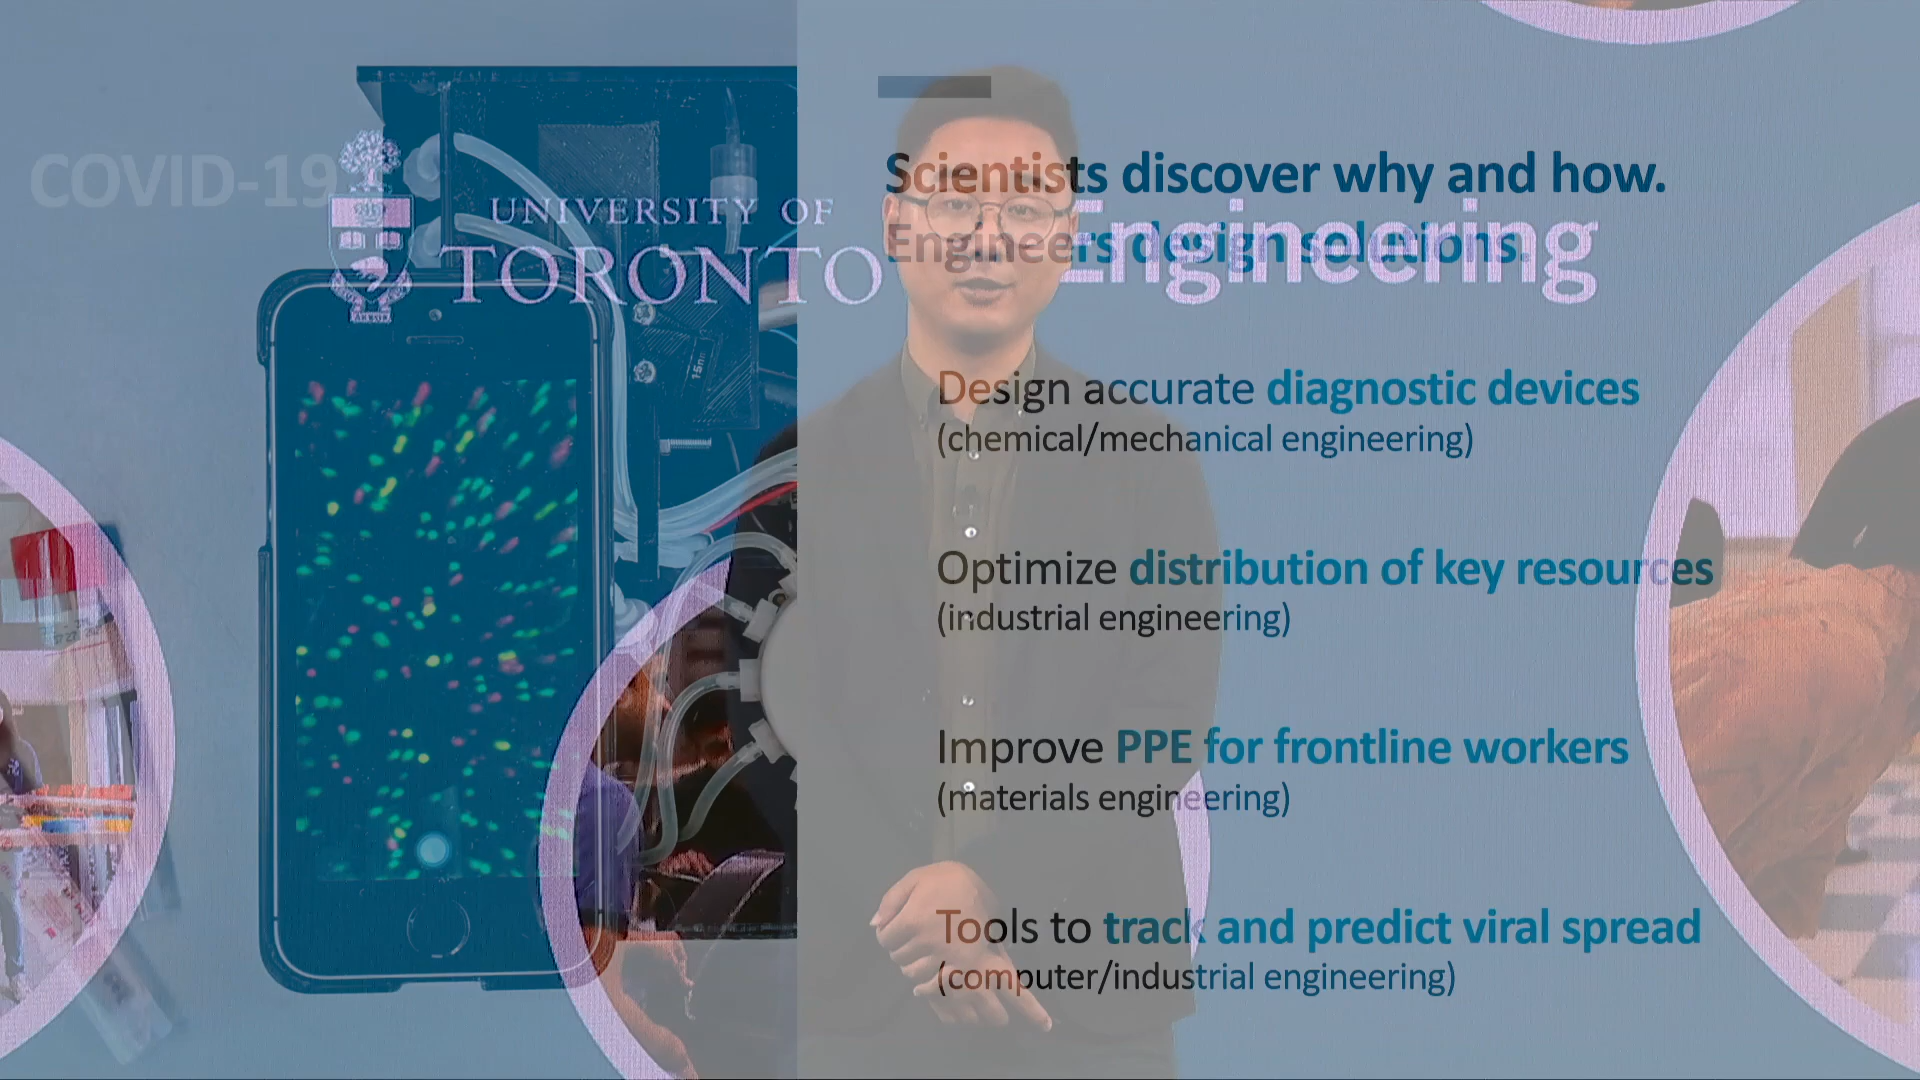 COVID-19
UNIVERSITY OF
TORONTO
Engineering
Scientists discover why and how.
Engineers design solutions.
Design accurate diagnostic devices
(chemical/mechanical engineering)
Optimize distribution of key resources
(industrial engineering)
Improve PPE for frontline workers
(materials engineering)
Tools to track and predict viral spread
(computer/industrial engineering)